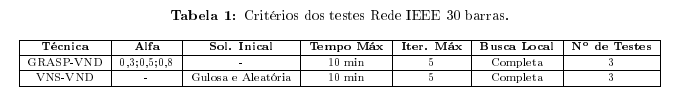 Tabela 1: Critérios dos testes Rede IEEE 30 barras.
Técnica Alfa Sol. Inical Tempo Máx Iter. Máx Busca Local Nº de Testes
GRASP-VND 0,3;0,5;0,8 - 10 min 5 Completa 3
VNS-VND - Gulosa e Aleatória 10 min 5 Completa 3